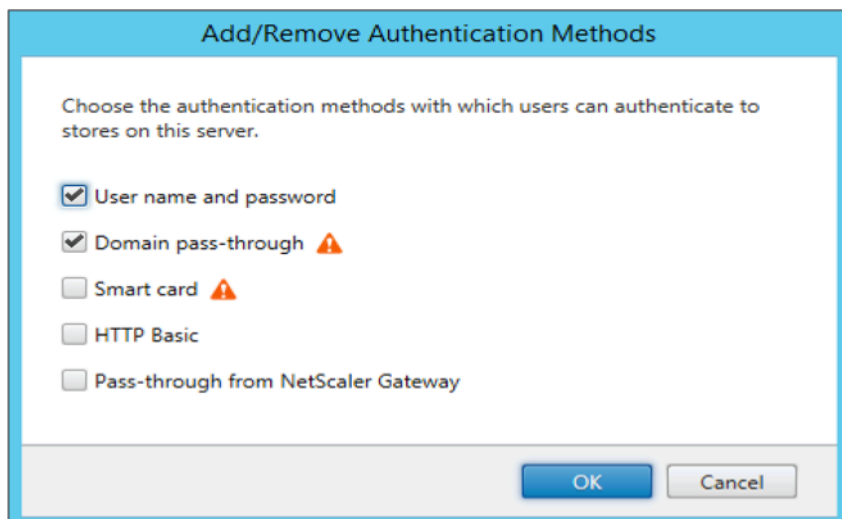 Add/Remove Authentication Methods
Choose the authentication methods with which users can authenticate to
stores on this server.
User name and password
Domain pass-through
Smart card
HTTP Basic
Pass-through from NetScaler Gateway
OK
Cancel